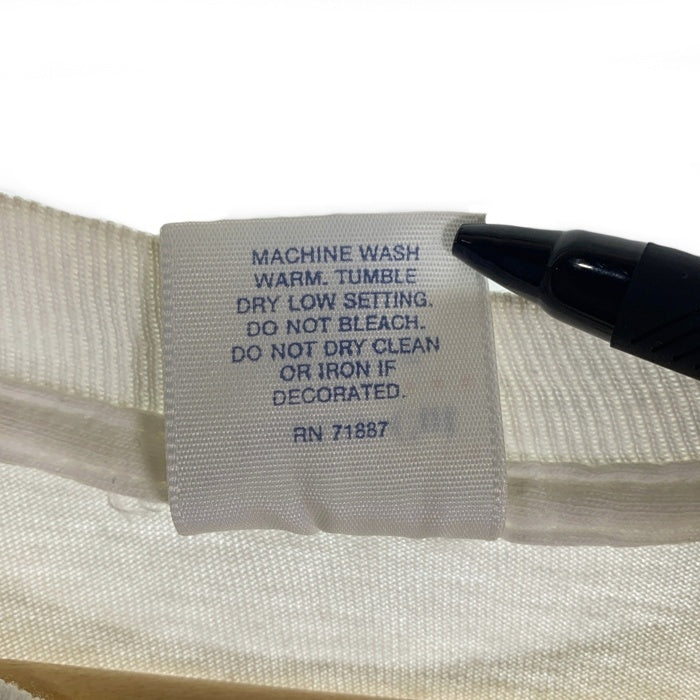 MACHINE WASH
WARM. TUMBLE
DRY LOW SETTING.
DO NOT BLEACH.
DO NOT DRY CLEAN
OR IRON IF
DECORATED.
RN 71887